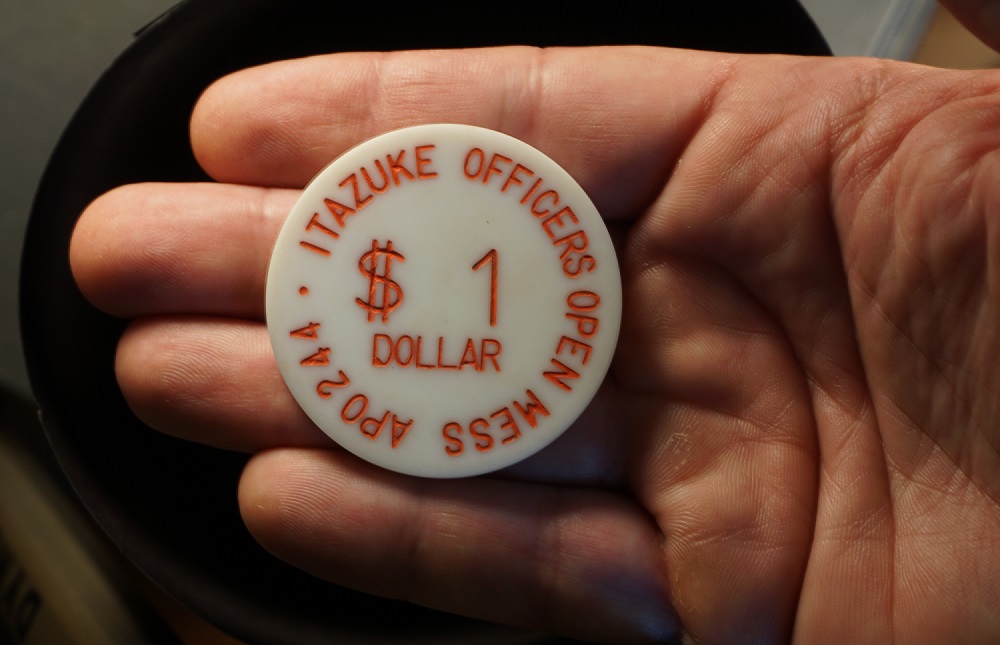 ITAZUKE OFFICERS OPEN MESS APO 244 ·
$ 1
DOLLAR